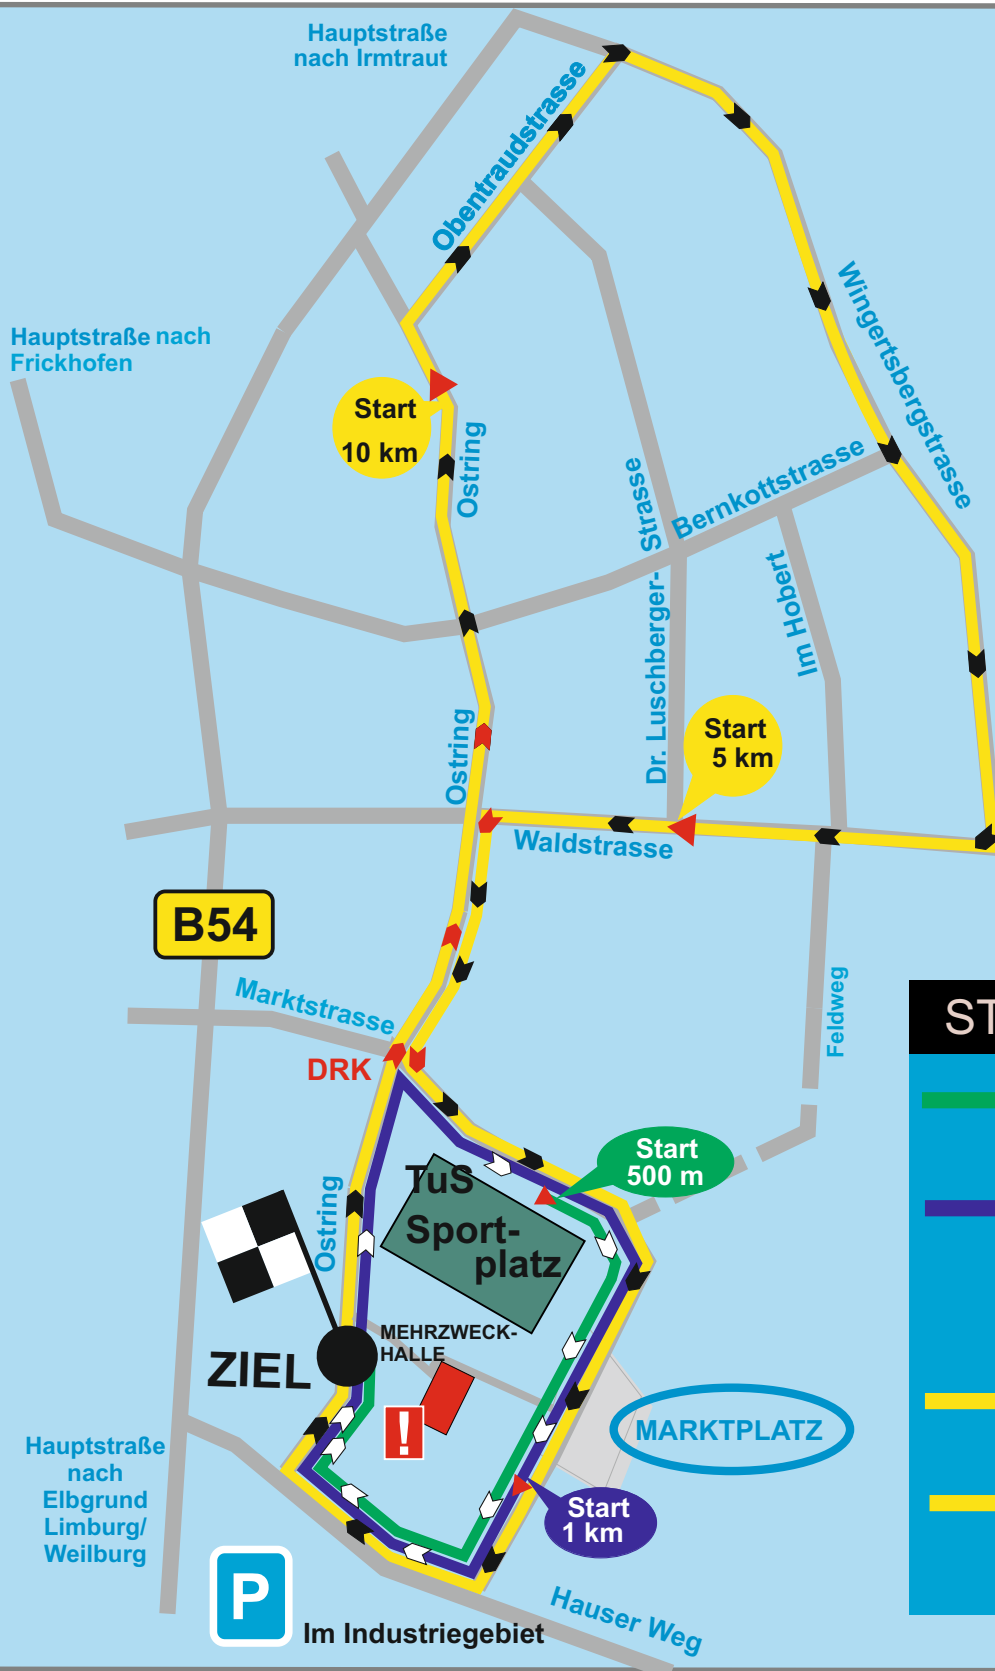 Hauptstraße
nach Irmtraut
Obentraudstrasse
Wingertsbergstrasse
Hauptstraße nach
Frickhofen
Start
10 km
Ostring
Bernkottstrasse
Dr. Luschberger- Strasse
Im Hobert
Start
5 km
Ostring
Waldstrasse
B54
Marktstrasse
Feldweg
ST
DRK
Start
500 m
TuS
Sport-
platz
Ostring
MEHRZWECK-
HALLE
ZIEL
!
MARKTPLATZ
Hauptstraße
nach
Elbgrund
Limburg/
Weilburg
Start
1 km
P
Im Industriegebiet
Hauser Weg